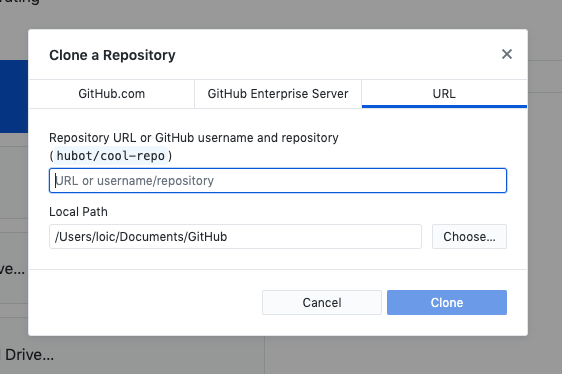 rating
Clone a Repository
GitHub.com
GitHub Enterprise Server
URL
Repository URL or GitHub username and repository
(hubot/cool-repo)
URL or username/repository
Local Path
/Users/loic/Documents/GitHub
Choose...
ve...
Cancel
Clone
Drive...